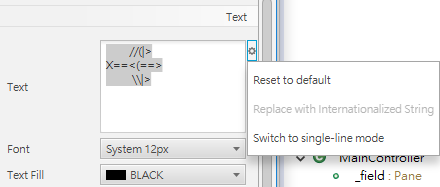 Text
//(|>
X==<(==>
\\|>
Text
Reset to default
Replace with Internationalized String
Switch to single-line mode
Font
System 12px
MainController
Text Fill
BLACK
_field : Pane